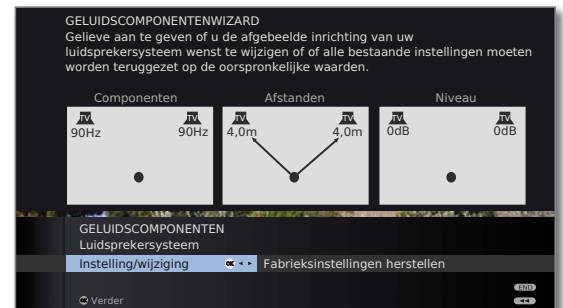 GELUIDSCOMPONENTENWIZARD
Gelieve aan te geven of u de afgebeelde inrichting van uw
luidsprekersysteem wenst te wijzigen of of alle bestaande instellingen moeten
worden teruggezet op de oorspronkelijke waarden.
Componenten Afstanden Niveau
TV TV TV TV TV TV
90Hz 90Hz 4,0m 4,0m 0dB 0dB
GELUIDSCOMPONENTEN
Luidsprekersysteem
Instelling/wijziging OK Fabrieksinstellingen herstellen
END
OK Verder